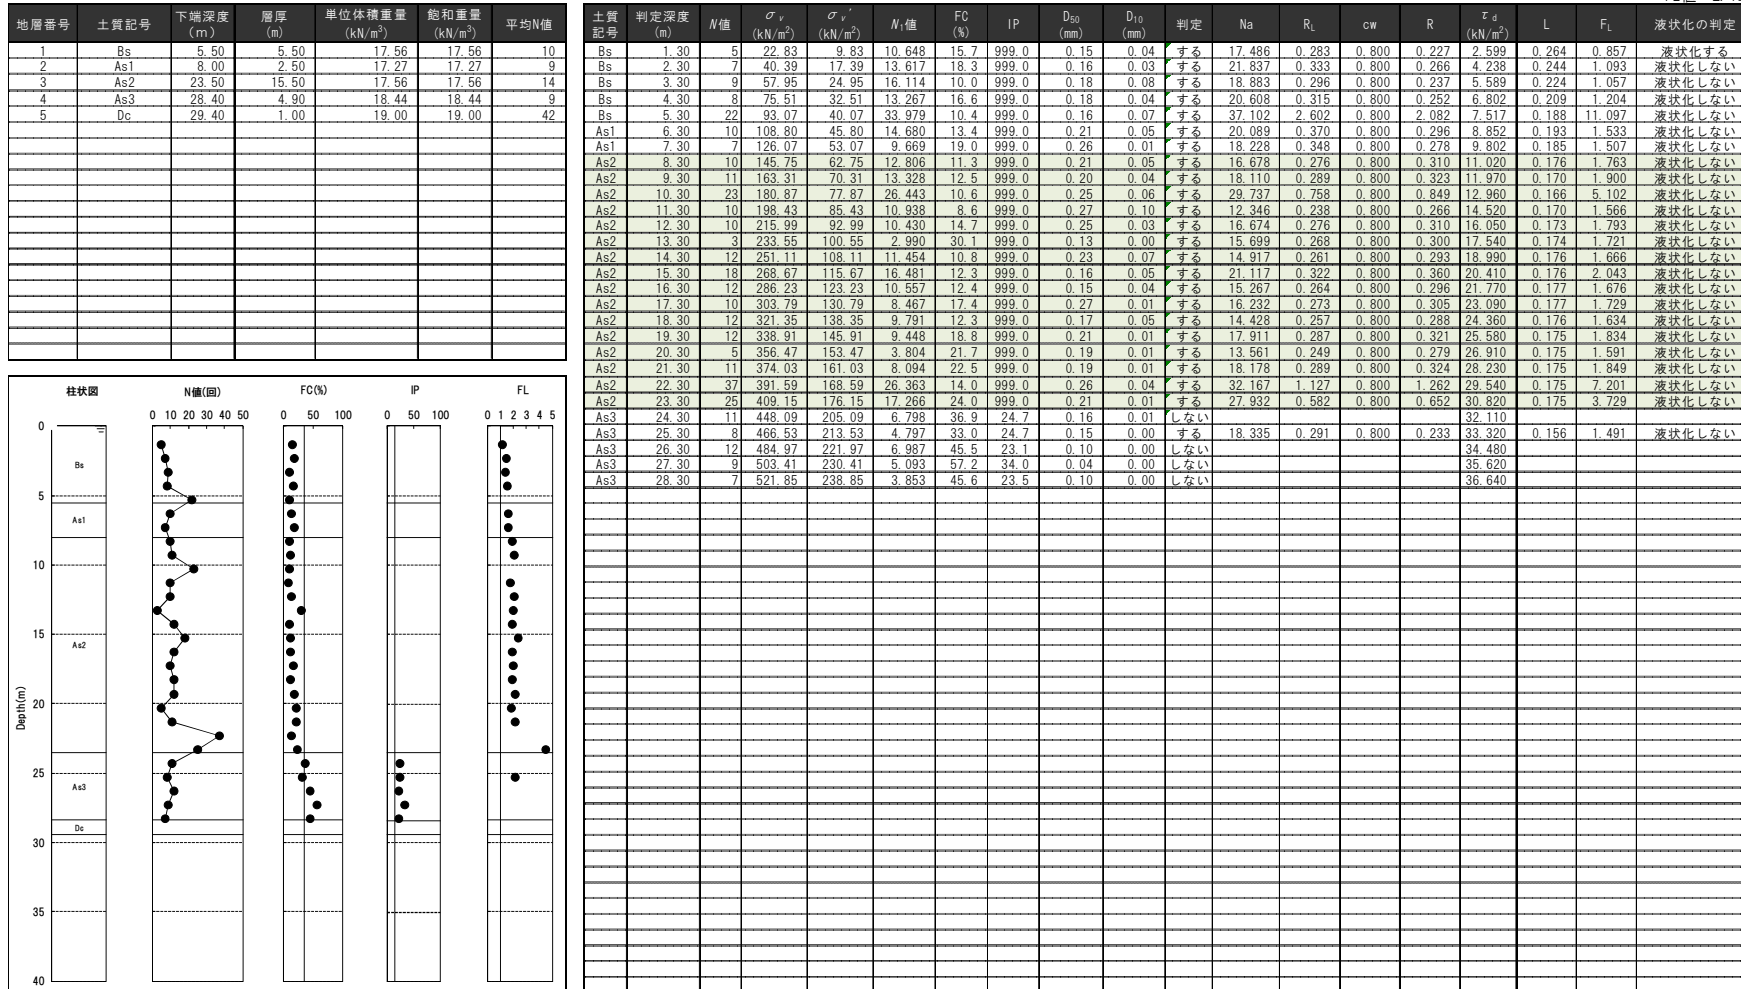 地層番号 土質記号 下端深度(m) 層厚(m) 単位体積重量(kN/m³) 飽和重量(kN/m³) 平均N値
1 Bs 5.50 5.50 17.56 17.56 10
2 As1 8.00 2.50 17.27 17.27 9
3 As2 23.50 15.50 17.56 17.56 14
4 As3 28.40 4.90 18.44 18.44 9
5 Dc 29.40 1.00 19.00 19.00 42
柱状図 N値(回) FC(%) IP FL
0 10 20 30 40 50 0 50 100 0 50 100 0 1 2 3 4 5
0
Bs
5
As1
10
15
As2
20
Depth(m)
25
As3
Dc
30
35
40
土質記号 判定深度(m) N値 σv(kN/m²) σv'(kN/m²) N₁値 FC(%) IP D₅₀(mm) D₁₀(mm) 判定 Na R_L cw R τd(kN/m²) L F_L 液状化の判定
Bs 1.30 5 22.83 9.83 10.648 15.7 999.0 0.15 0.04 する 17.486 0.283 0.800 0.227 2.599 0.264 0.857 液状化する
Bs 2.30 7 40.39 17.39 13.617 18.3 999.0 0.16 0.03 する 21.837 0.333 0.800 0.266 4.238 0.244 1.093 液状化しない
Bs 3.30 9 57.95 24.95 16.114 10.0 999.0 0.18 0.08 する 18.883 0.296 0.800 0.237 5.589 0.224 1.057 液状化しない
Bs 4.30 8 75.51 32.51 13.267 16.6 999.0 0.18 0.04 する 20.608 0.315 0.800 0.252 6.802 0.209 1.204 液状化しない
Bs 5.30 22 93.07 40.07 33.979 10.4 999.0 0.16 0.07 する 37.102 2.602 0.800 2.082 7.517 0.188 11.097 液状化しない
As1 6.30 10 108.80 45.80 14.680 13.4 999.0 0.21 0.05 する 20.089 0.370 0.800 0.296 8.852 0.193 1.533 液状化しない
As1 7.30 7 126.07 53.07 9.669 19.0 999.0 0.26 0.01 する 18.228 0.348 0.800 0.278 9.802 0.185 1.507 液状化しない
As2 8.30 10 145.75 62.75 12.806 11.3 999.0 0.21 0.05 する 16.678 0.276 0.800 0.310 11.020 0.176 1.763 液状化しない
As2 9.30 11 163.31 70.31 13.328 12.5 999.0 0.20 0.04 する 18.110 0.289 0.800 0.323 11.970 0.170 1.900 液状化しない
As2 10.30 23 180.87 77.87 26.443 10.6 999.0 0.25 0.06 する 29.737 0.758 0.800 0.849 12.960 0.166 5.102 液状化しない
As2 11.30 10 198.43 85.43 10.938 8.6 999.0 0.27 0.10 する 12.346 0.238 0.800 0.266 14.520 0.170 1.566 液状化しない
As2 12.30 10 215.99 92.99 10.430 14.7 999.0 0.25 0.03 する 16.674 0.276 0.800 0.310 16.050 0.173 1.793 液状化しない
As2 13.30 3 233.55 100.55 2.990 30.1 999.0 0.13 0.00 する 15.699 0.268 0.800 0.300 17.540 0.174 1.721 液状化しない
As2 14.30 12 251.11 108.11 11.454 10.8 999.0 0.23 0.07 する 14.917 0.261 0.800 0.293 18.990 0.176 1.666 液状化しない
As2 15.30 18 268.67 115.67 16.481 12.3 999.0 0.16 0.05 する 21.117 0.322 0.800 0.360 20.410 0.176 2.043 液状化しない
As2 16.30 12 286.23 123.23 10.557 12.4 999.0 0.15 0.04 する 15.267 0.264 0.800 0.296 21.770 0.177 1.676 液状化しない
As2 17.30 10 303.79 130.79 8.467 17.4 999.0 0.27 0.01 する 16.232 0.273 0.800 0.305 23.090 0.177 1.729 液状化しない
As2 18.30 12 321.35 138.35 9.791 12.3 999.0 0.17 0.05 する 14.428 0.257 0.800 0.288 24.360 0.176 1.634 液状化しない
As2 19.30 12 338.91 145.91 9.448 18.8 999.0 0.21 0.01 する 17.911 0.287 0.800 0.321 25.580 0.175 1.834 液状化しない
As2 20.30 5 356.47 153.47 3.804 21.7 999.0 0.19 0.01 する 13.561 0.249 0.800 0.279 26.910 0.175 1.591 液状化しない
As2 21.30 11 374.03 161.03 8.094 22.5 999.0 0.19 0.01 する 18.178 0.289 0.800 0.324 28.230 0.175 1.849 液状化しない
As2 22.30 37 391.59 168.59 26.363 14.0 999.0 0.26 0.04 する 32.167 1.127 0.800 1.262 29.540 0.175 7.201 液状化しない
As2 23.30 25 409.15 176.15 17.266 24.0 999.0 0.21 0.01 する 27.932 0.582 0.800 0.652 30.820 0.175 3.729 液状化しない
As3 24.30 11 448.09 205.09 6.798 36.9 24.7 0.16 0.01 しない 32.110
As3 25.30 8 466.53 213.53 4.797 33.0 24.7 0.15 0.00 する 18.335 0.291 0.800 0.233 33.320 0.156 1.491 液状化しない
As3 26.30 12 484.97 221.97 6.987 45.5 23.1 0.10 0.00 しない 34.480
As3 27.30 9 503.41 230.41 5.093 57.2 34.0 0.04 0.00 しない 35.620
As3 28.30 7 521.85 238.85 3.853 45.6 23.5 0.10 0.00 しない 36.640